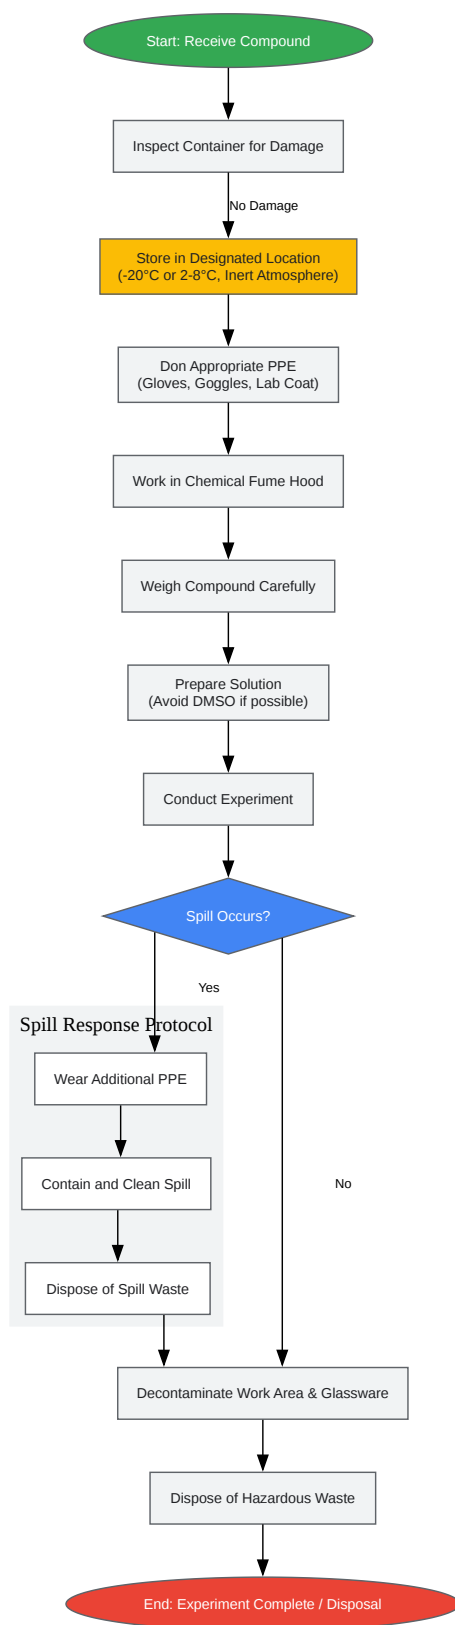 Start: Receive Compound
Inspect Container for Damage
No Damage
Store in Designated Location
(-20°C or 2-8°C, Inert Atmosphere)
Don Appropriate PPE
(Gloves, Goggles, Lab Coat)
Work in Chemical Fume Hood
Weigh Compound Carefully
Prepare Solution
(Avoid DMSO if possible)
Conduct Experiment
Spill Occurs?
Yes
Spill Response Protocol
Wear Additional PPE
Contain and Clean Spill
No
Dispose of Spill Waste
Decontaminate Work Area & Glassware
Dispose of Hazardous Waste
End: Experiment Complete / Disposal